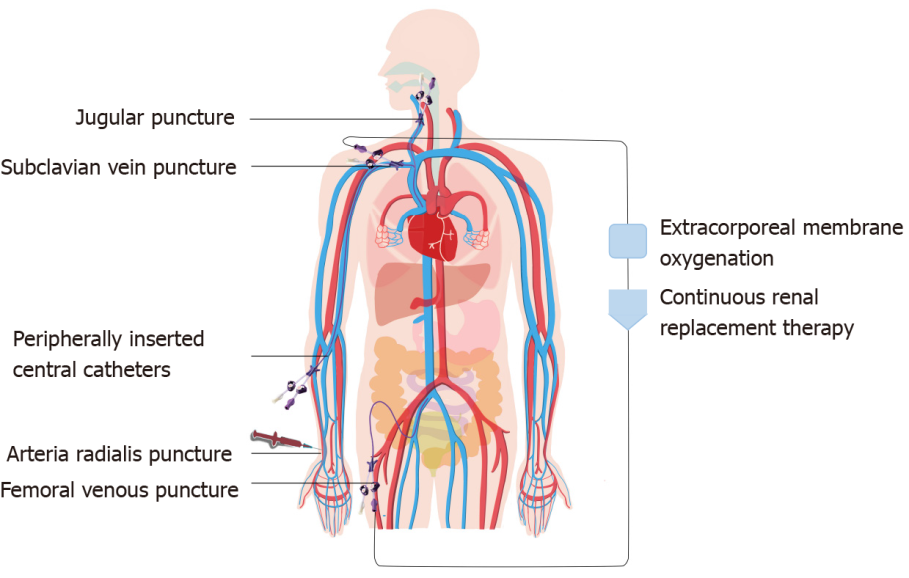 Jugular puncture
Subclavian vein puncture
Extracorporeal membrane
oxygenation
Continuous renal
replacement therapy
Peripherally inserted
central catheters
Arteria radialis puncture
Femoral venous puncture